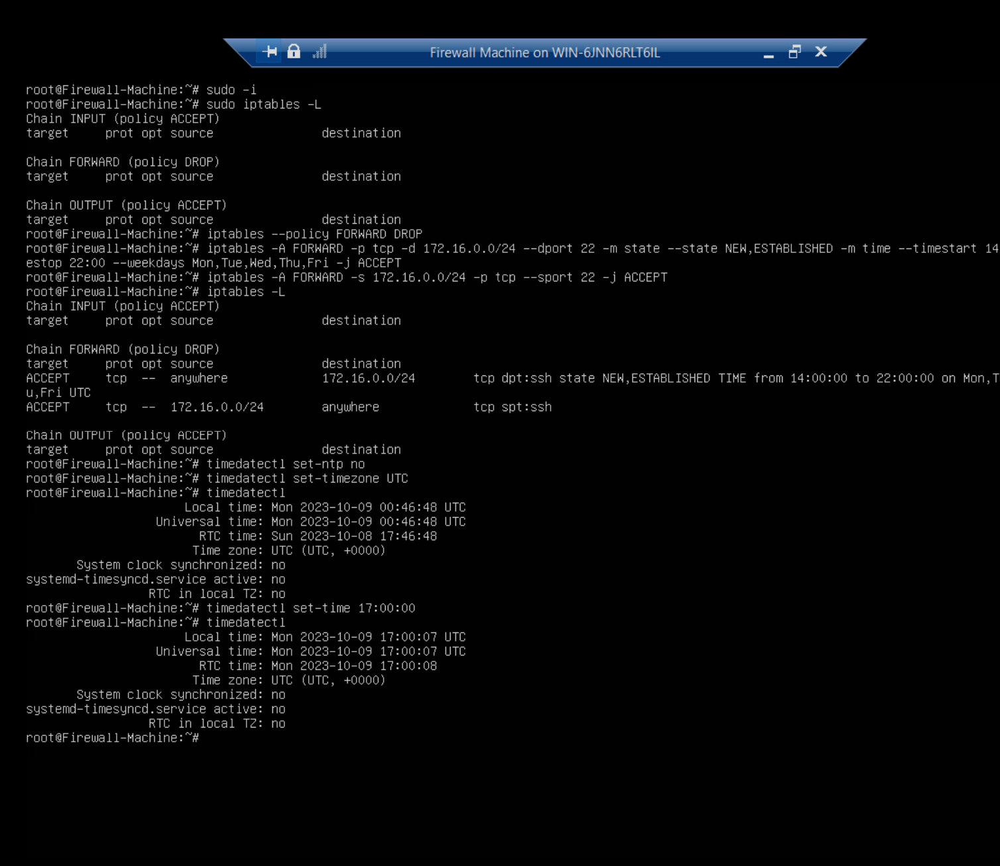 Firewall Machine on WIN-6JNN6RLT6IL
root@Firewall-Machine:~# sudo -i
root@Firewall-Machine:~# sudo iptables -L
Chain INPUT (policy ACCEPT)
target     prot opt source               destination
Chain FORWARD (policy DROP)
target     prot opt source               destination
Chain OUTPUT (policy ACCEPT)
target     prot opt source               destination
root@Firewall-Machine:~# iptables --policy FORWARD DROP
root@Firewall-Machine:~# iptables -A FORWARD -p tcp -d 172.16.0.0/24 --dport 22 -m state --state NEW,ESTABLISHED -m time --timestart 14
estop 22:00 --weekdays Mon,Tue,Wed,Thu,Fri -j ACCEPT
root@Firewall-Machine:~# iptables -A FORWARD -s 172.16.0.0/24 -p tcp --sport 22 -j ACCEPT
root@Firewall-Machine:~# iptables -L
Chain INPUT (policy ACCEPT)
target     prot opt source               destination
Chain FORWARD (policy DROP)
target     prot opt source               destination
ACCEPT     tcp  --  anywhere             172.16.0.0/24        tcp dpt:ssh state NEW,ESTABLISHED TIME from 14:00:00 to 22:00:00 on Mon,T
u,Fri UTC
ACCEPT     tcp  --  172.16.0.0/24        anywhere             tcp spt:ssh
Chain OUTPUT (policy ACCEPT)
target     prot opt source               destination
root@Firewall-Machine:~# timedatectl set-ntp no
root@Firewall-Machine:~# timedatectl set-timezone UTC
root@Firewall-Machine:~# timedatectl
Local time: Mon 2023-10-09 00:46:48 UTC
Universal time: Mon 2023-10-09 00:46:48 UTC
RTC time: Sun 2023-10-08 17:46:48
Time zone: UTC (UTC, +0000)
System clock synchronized: no
systemd-timesyncd.service active: no
RTC in local TZ: no
root@Firewall-Machine:~# timedatectl set-time 17:00:00
root@Firewall-Machine:~# timedatectl
Local time: Mon 2023-10-09 17:00:07 UTC
Universal time: Mon 2023-10-09 17:00:07 UTC
RTC time: Mon 2023-10-09 17:00:08
Time zone: UTC (UTC, +0000)
System clock synchronized: no
systemd-timesyncd.service active: no
RTC in local TZ: no
root@Firewall-Machine:~#